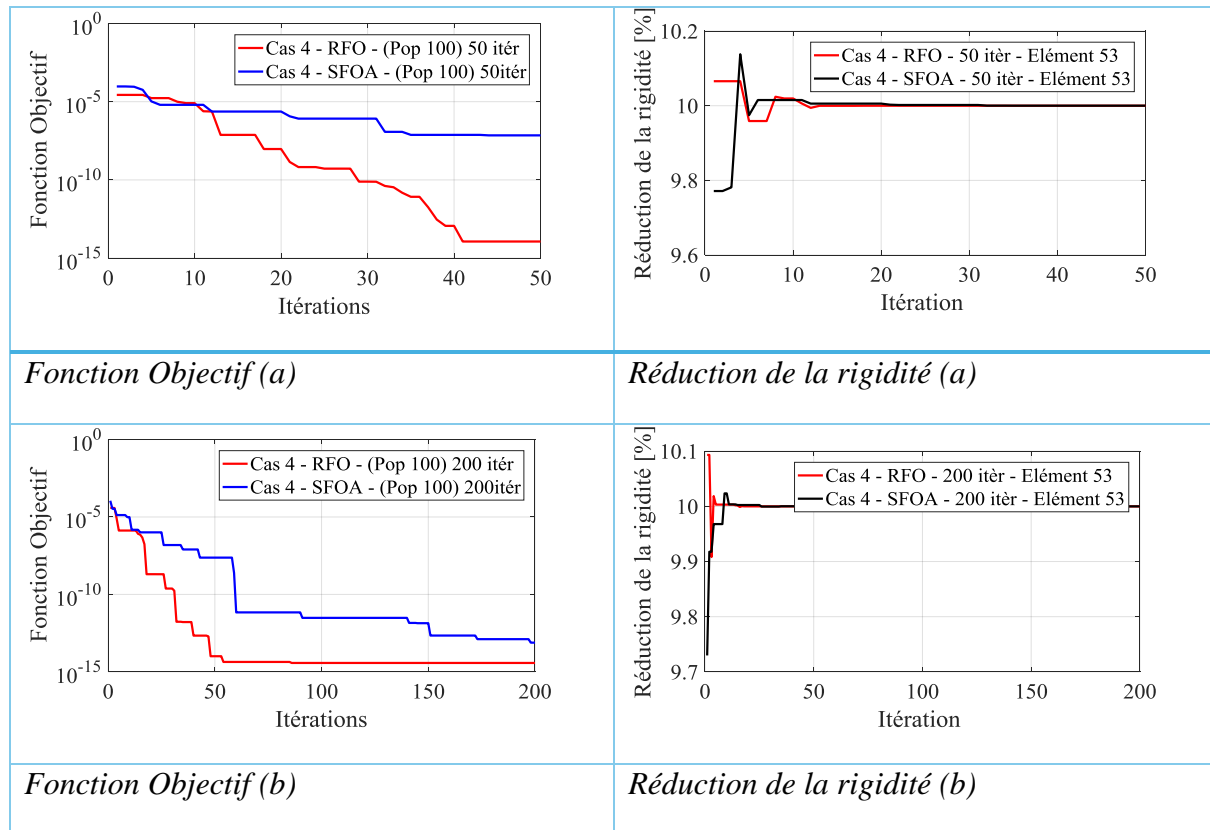 Fonction Objectif
10^0
10^-5
10^-10
10^-15
Cas 4 - RFO - (Pop 100) 50 itér
Cas 4 - SFOA - (Pop 100) 50itér
0 10 20 30 40 50
Itérations
Réduction de la rigidité [%]
10.2
10
9.8
9.6
Cas 4 - RFO - 50 itèr - Elément 53
Cas 4 - SFOA - 50 itèr - Elément 53
0 10 20 30 40 50
Itération
Fonction Objectif (a)
Réduction de la rigidité (a)
Fonction Objectif
10^0
10^-5
10^-10
10^-15
Cas 4 - RFO - (Pop 100) 200 itér
Cas 4 - SFOA - (Pop 100) 200itér
0 50 100 150 200
Itérations
Réduction de la rigidité [%]
10.1
10
9.9
9.8
9.7
Cas 4 - RFO - 200 itèr - Elément 53
Cas 4 - SFOA - 200 itèr - Elément 53
0 50 100 150 200
Itération
Fonction Objectif (b)
Réduction de la rigidité (b)